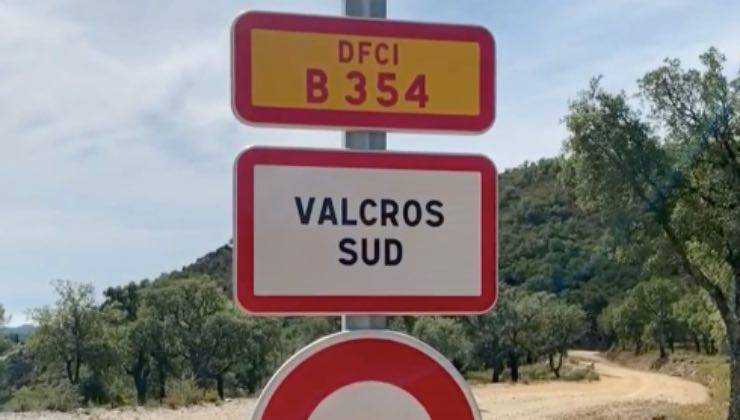 DFCI
B 354
VALCROS
SUD